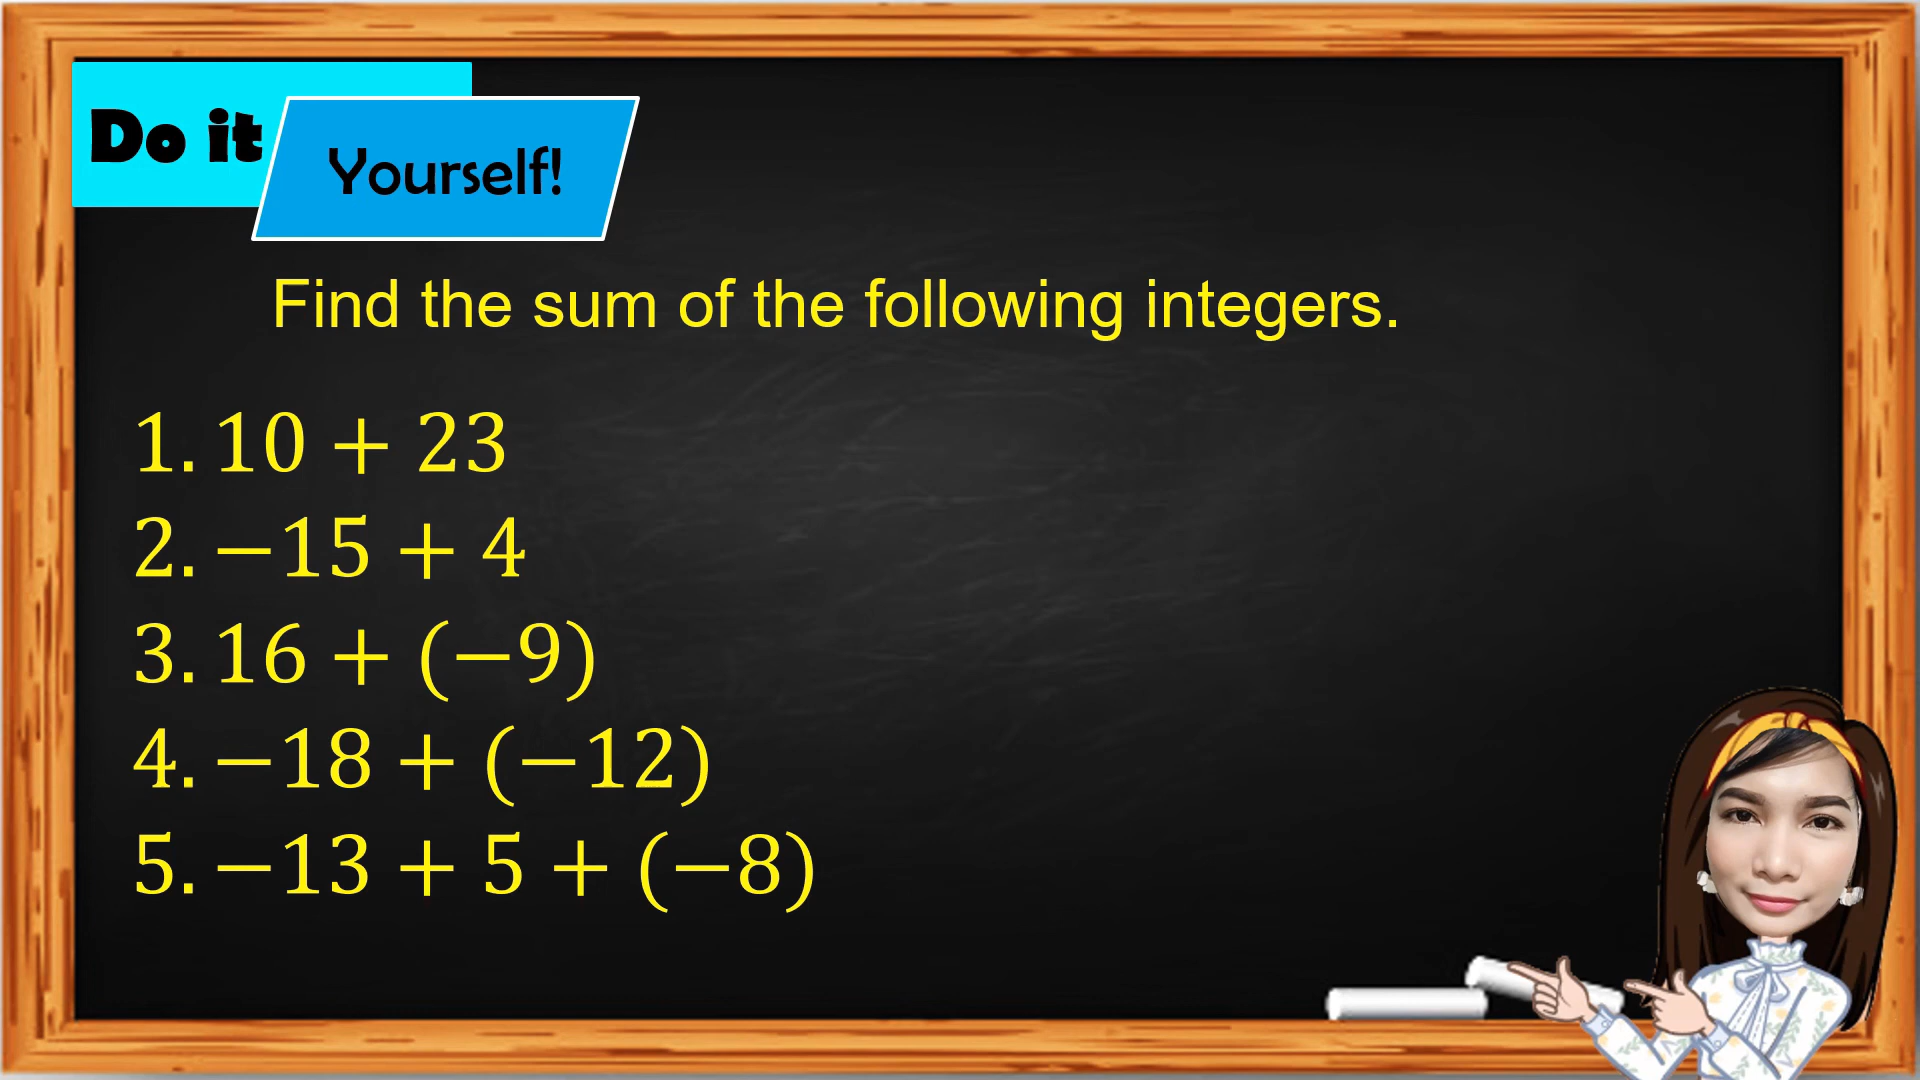 Do it
Yourself!
Find the sum of the following integers.
1. 10 + 23
2. −15 + 4
3. 16 + (−9)
4. −18 + (−12)
5. −13 + 5 + (−8)